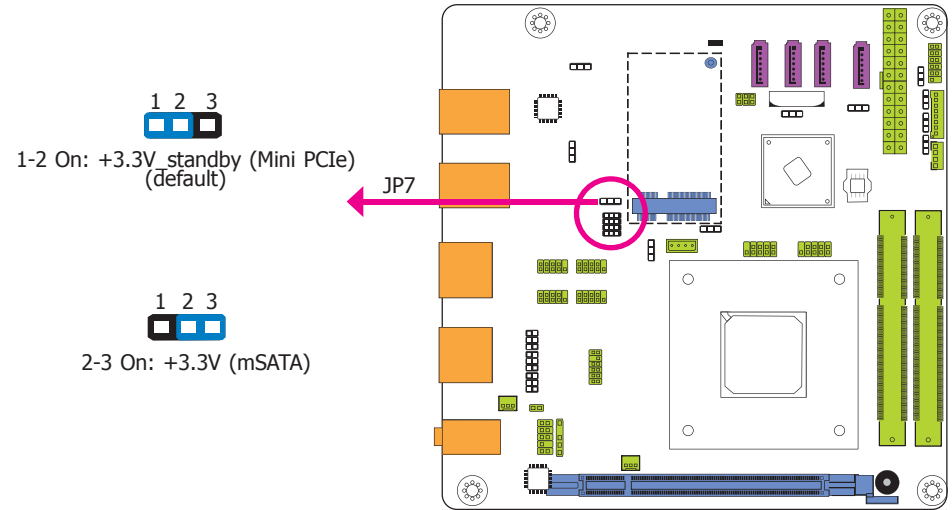 1 2 3
1-2 On: +3.3V_standby (Mini PCIe)
(default)
JP7
1 2 3
2-3 On: +3.3V (mSATA)